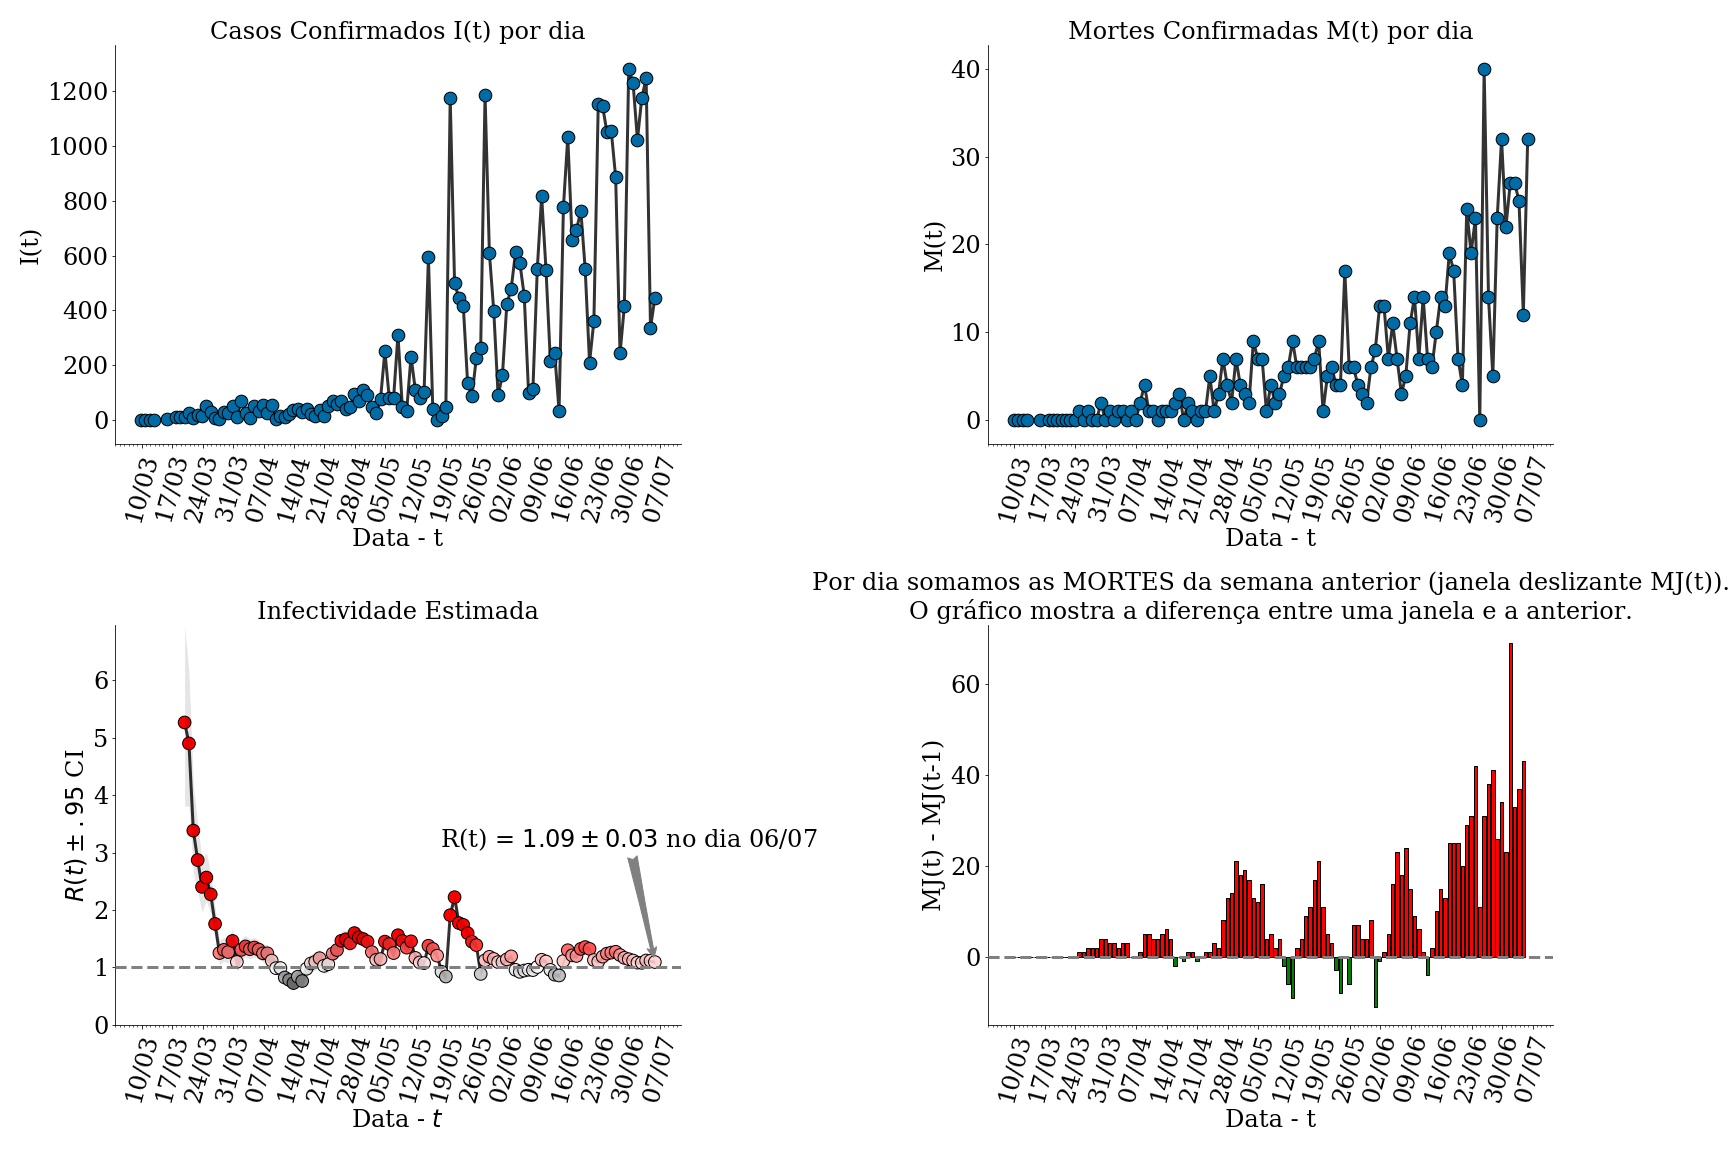 Casos Confirmados I(t) por dia
I(t)
1200
1000
800
600
400
200
0
10/03 17/03 24/03 31/03 07/04 14/04 21/04 28/04 05/05 12/05 19/05 26/05 02/06 09/06 16/06 23/06 30/06 07/07
Data - t
Mortes Confirmadas M(t) por dia
M(t)
40
30
20
10
0
10/03 17/03 24/03 31/03 07/04 14/04 21/04 28/04 05/05 12/05 19/05 26/05 02/06 09/06 16/06 23/06 30/06 07/07
Data - t
Infectividade Estimada
R(t) ± .95 CI
6
5
4
3
2
1
0
R(t) = 1.09 ± 0.03 no dia 06/07
10/03 17/03 24/03 31/03 07/04 14/04 21/04 28/04 05/05 12/05 19/05 26/05 02/06 09/06 16/06 23/06 30/06 07/07
Data - t
Por dia somamos as MORTES da semana anterior (janela deslizante MJ(t)).
O gráfico mostra a diferença entre uma janela e a anterior.
MJ(t) - MJ(t-1)
60
40
20
0
10/03 17/03 24/03 31/03 07/04 14/04 21/04 28/04 05/05 12/05 19/05 26/05 02/06 09/06 16/06 23/06 30/06 07/07
Data - t